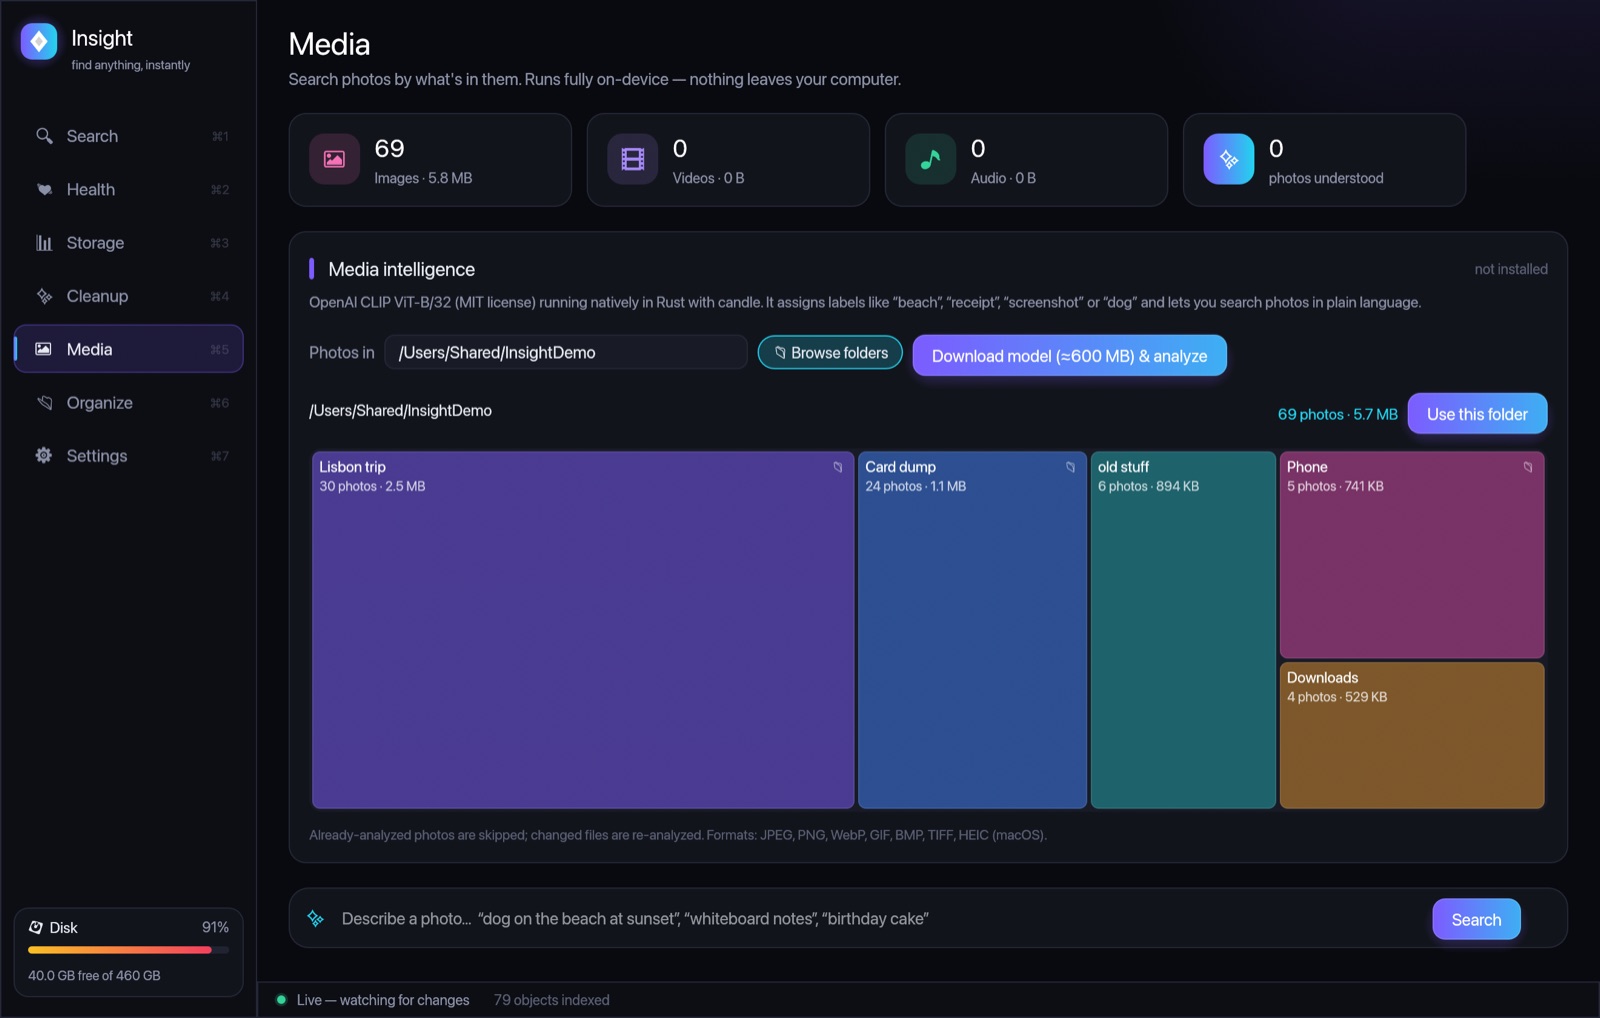 Insight
find anything, instantly
Search ⌘1
Health ⌘2
Storage ⌘3
Cleanup ⌘4
Media ⌘5
Organize ⌘6
Settings ⌘7
Disk 91%
40.0 GB free of 460 GB
Media
Search photos by what's in them. Runs fully on-device — nothing leaves your computer.
69
Images · 5.8 MB
0
Videos · 0 B
0
Audio · 0 B
0
photos understood
Media intelligence not installed
OpenAI CLIP ViT-B/32 (MIT license) running natively in Rust with candle. It assigns labels like “beach”, “receipt”, “screenshot” or “dog” and lets you search photos in plain language.
Photos in /Users/Shared/InsightDemo Browse folders Download model (≈600 MB) & analyze
/Users/Shared/InsightDemo 69 photos · 5.7 MB Use this folder
Lisbon trip
30 photos · 2.5 MB
Card dump
24 photos · 1.1 MB
old stuff
6 photos · 894 KB
Phone
5 photos · 741 KB
Downloads
4 photos · 529 KB
Already-analyzed photos are skipped; changed files are re-analyzed. Formats: JPEG, PNG, WebP, GIF, BMP, TIFF, HEIC (macOS).
Describe a photo… “dog on the beach at sunset”, “whiteboard notes”, “birthday cake” Search
Live — watching for changes 79 objects indexed